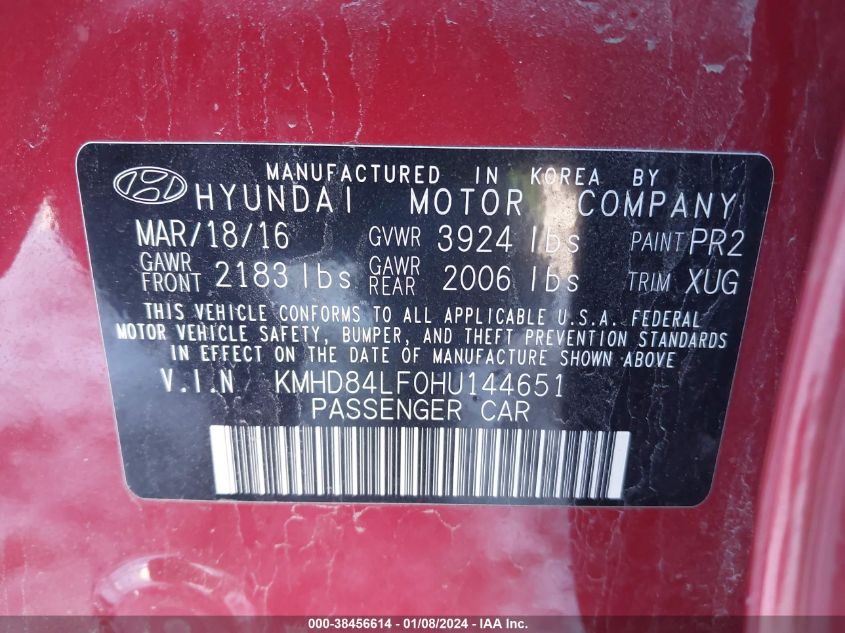 MANUFACTURED IN KOREA BY
HYUNDAI MOTOR COMPANY
MAR/18/16 GVWR 3924 lbs PAINT PR2
GAWR FRONT 2183 lbs GAWR REAR 2006 lbs TRIM XUG
THIS VEHICLE CONFORMS TO ALL APPLICABLE U.S.A. FEDERAL
MOTOR VEHICLE SAFETY, BUMPER, AND THEFT PREVENTION STANDARDS
IN EFFECT ON THE DATE OF MANUFACTURE SHOWN ABOVE
V.I.N KMHD84LF0HU144651
PASSENGER CAR
000-38456614 - 01/08/2024 - IAA Inc.